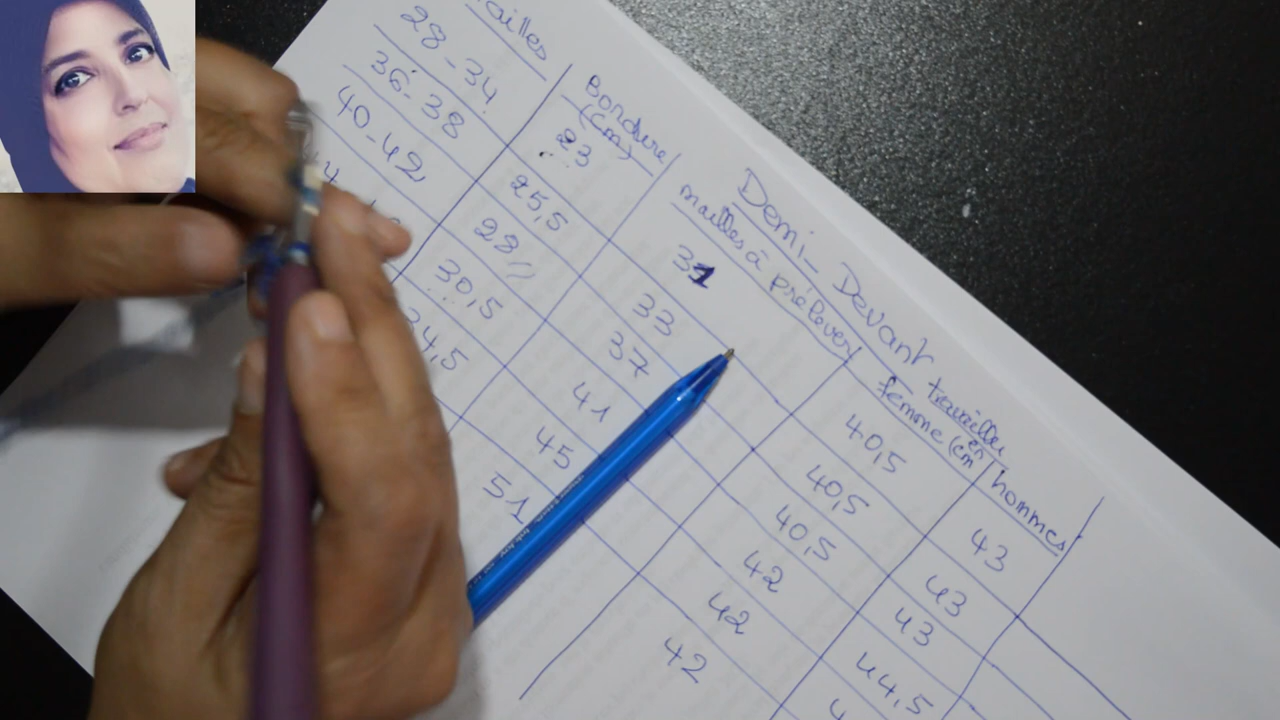 Demi-Devant travaillé
Bordure (cm) mailles à prélever femme (en cm) hommes
28-34 23 31 40,5 43
36-38 25,5 33 40,5 43
40-42 28 37 40,5 43
30,5 41 42 44,5
34,5 45 42
51 42